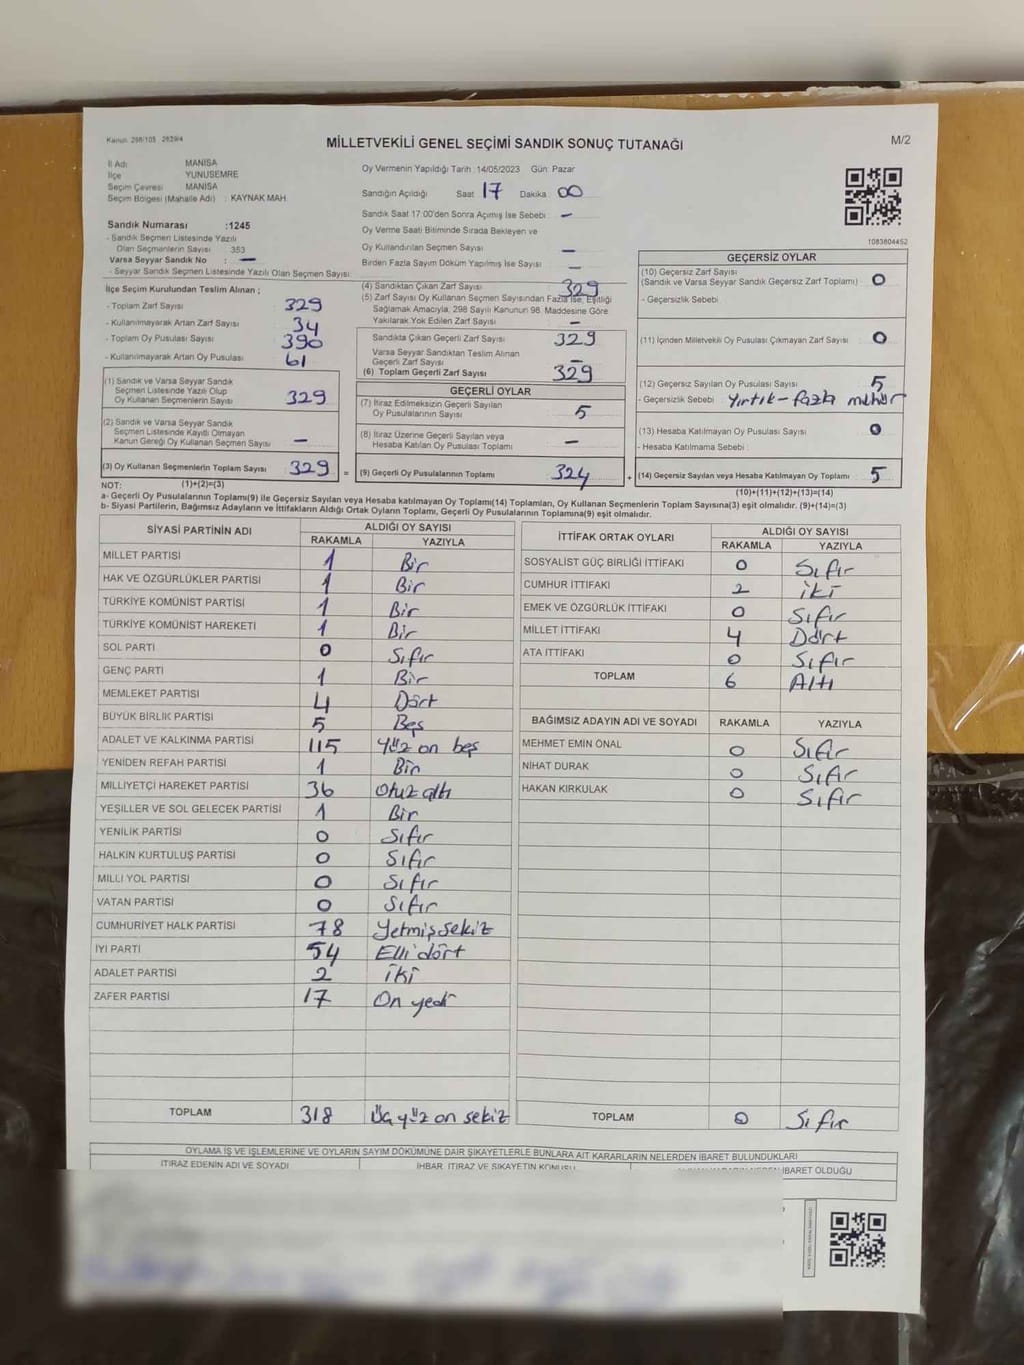 Kanun: 298/105 2839/4
MİLLETVEKİLİ GENEL SEÇİMİ SANDIK SONUÇ TUTANAĞI
M/2
İl Adı MANİSA
İlçe YUNUSEMRE
Seçim Çevresi MANİSA
Seçim Bölgesi (Mahalle Adı) : KAYNAK MAH.
Sandık Numarası :1245
- Sandık Seçmen Listesinde Yazılı
Olan Seçmenlerin Sayısı 353
Varsa Seyyar Sandık No : -
- Seyyar Sandık Seçmen Listesinde Yazılı Olan Seçmen Sayısı
Oy Vermenin Yapıldığı Tarih :14/05/2023 Gün: Pazar
Sandığın Açıldığı Saat 17 Dakika 00
Sandık Saat 17:00'den Sonra Açılmış İse Sebebi : -
Oy Verme Saati Bitiminde Sırada Bekleyen ve
Oy Kullandırılan Seçmen Sayısı -
Birden Fazla Sayım Döküm Yapılmış İse Sayısı -
1083804452
İlçe Seçim Kurulundan Teslim Alınan ;
- Toplam Zarf Sayısı 329
- Kullanılmayarak Artan Zarf Sayısı 34
- Toplam Oy Pusulası Sayısı 390
- Kullanılmayarak Artan Oy Pusulası 61
(1) Sandık ve Varsa Seyyar Sandık
Seçmen Listesinde Yazılı Olup
Oy Kullanan Seçmenlerin Sayısı 329
(2) Sandık ve Varsa Seyyar Sandık
Seçmen Listesinde Kayıtlı Olmayan
Kanun Gereği Oy Kullanan Seçmen Sayısı -
(3) Oy Kullanan Seçmenlerin Toplam Sayısı 329 =
(4) Sandıktan Çıkan Zarf Sayısı 329
(5) Zarf Sayısı Oy Kullanan Seçmen Sayısından Fazla İse, Eşitliği
Sağlamak Amacıyla, 298 Sayılı Kanunun 98. Maddesine Göre
Yakılarak Yok Edilen Zarf Sayısı -
Sandıkta Çıkan Geçerli Zarf Sayısı 329
Varsa Seyyar Sandıktan Teslim Alınan
Geçerli Zarf Sayısı -
(6) Toplam Geçerli Zarf Sayısı 329
GEÇERLİ OYLAR
(7) İtiraz Edilmeksizin Geçerli Sayılan
Oy Pusulalarının Sayısı 5
(8) İtiraz Üzerine Geçerli Sayılan veya
Hesaba Katılan Oy Pusulası Toplamı -
(9) Geçerli Oy Pusulalarının Toplamı 324 +
GEÇERSİZ OYLAR
(10) Geçersiz Zarf Sayısı
(Sandık ve Varsa Seyyar Sandık Geçersiz Zarf Toplamı) 0
- Geçersizlik Sebebi :
(11) İçinden Milletvekili Oy Pusulası Çıkmayan Zarf Sayısı 0
(12) Geçersiz Sayılan Oy Pusulası Sayısı 5
- Geçersizlik Sebebi : Yırtık - fazla mühür
(13) Hesaba Katılmayan Oy Pusulası Sayısı 0
- Hesaba Katılmama Sebebi :
(14) Geçersiz Sayılan veya Hesaba Katılmayan Oy Toplamı 5
NOT: (1)+(2)=(3)
(10)+(11)+(12)+(13)=(14)
a- Geçerli Oy Pusulalarının Toplamı(9) ile Geçersiz Sayılan veya Hesaba katılmayan Oy Toplamı(14) Toplamları, Oy Kullanan Seçmenlerin Toplam Sayısına(3) eşit olmalıdır. (9)+(14)=(3)
b- Siyasi Partilerin, Bağımsız Adayların ve İttifakların Aldığı Ortak Oyların Toplamı, Geçerli Oy Pusulalarının Toplamına(9) eşit olmalıdır.
SİYASİ PARTİNİN ADI ALDIĞI OY SAYISI
RAKAMLA YAZIYLA
MİLLET PARTİSİ 1 Bir
HAK VE ÖZGÜRLÜKLER PARTİSİ 1 Bir
TÜRKİYE KOMÜNİST PARTİSİ 1 Bir
TÜRKİYE KOMÜNİST HAREKETİ 1 Bir
SOL PARTİ 0 Sıfır
GENÇ PARTİ 1 Bir
MEMLEKET PARTİSİ 4 Dört
BÜYÜK BİRLİK PARTİSİ 5 Beş
ADALET VE KALKINMA PARTİSİ 115 Yüz on beş
YENİDEN REFAH PARTİSİ 1 Bir
MİLLİYETÇİ HAREKET PARTİSİ 36 Otuz altı
YEŞİLLER VE SOL GELECEK PARTİSİ 1 Bir
YENİLİK PARTİSİ 0 Sıfır
HALKIN KURTULUŞ PARTİSİ 0 Sıfır
MİLLİ YOL PARTİSİ 0 Sıfır
VATAN PARTİSİ 0 Sıfır
CUMHURİYET HALK PARTİSİ 78 Yetmiş sekiz
İYİ PARTİ 54 Elli dört
ADALET PARTİSİ 2 iki
ZAFER PARTİSİ 17 On yedi
TOPLAM 318 Üç yüz on sekiz
İTTİFAK ORTAK OYLARI ALDIĞI OY SAYISI
RAKAMLA YAZIYLA
SOSYALİST GÜÇ BİRLİĞİ İTTİFAKI 0 Sıfır
CUMHUR İTTİFAKI 2 iki
EMEK VE ÖZGÜRLÜK İTTİFAKI 0 Sıfır
MİLLET İTTİFAKI 4 Dört
ATA İTTİFAKI 0 Sıfır
TOPLAM 6 Altı
BAĞIMSIZ ADAYIN ADI VE SOYADI RAKAMLA YAZIYLA
MEHMET EMİN ÖNAL 0 Sıfır
NİHAT DURAK 0 Sıfır
HAKAN KIRKULAK 0 Sıfır
TOPLAM 0 Sıfır
OYLAMA İŞ VE İŞLEMLERİNE VE OYLARIN SAYIM DÖKÜMÜNE DAİR ŞİKAYETLERLE BUNLARA AİT KARARLARIN NELERDEN İBARET BULUNDUKLARI
İTİRAZ EDENİN ADI VE SOYADI İHBAR, İTİRAZ VE ŞİKAYETİN KONUSU İBARET OLDUĞU